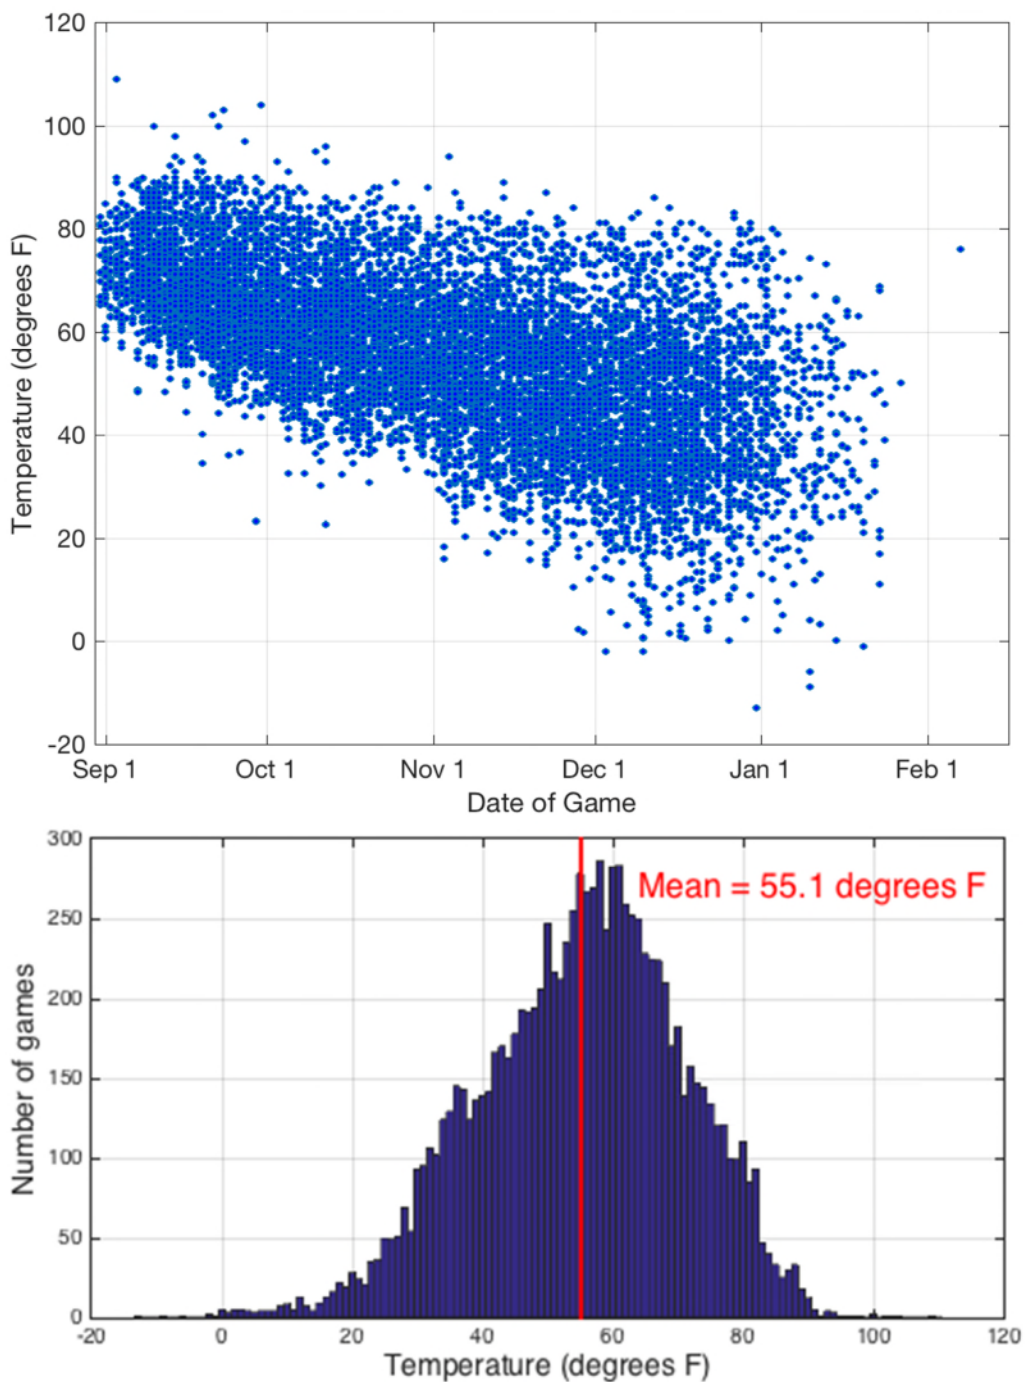 120
100
80
60
40
20
0
-20
Temperature (degrees F)
Sep 1 Oct 1 Nov 1 Dec 1 Jan 1 Feb 1
Date of Game
300
250
200
150
100
50
0
Number of games
Mean = 55.1 degrees F
-20 0 20 40 60 80 100 120
Temperature (degrees F)